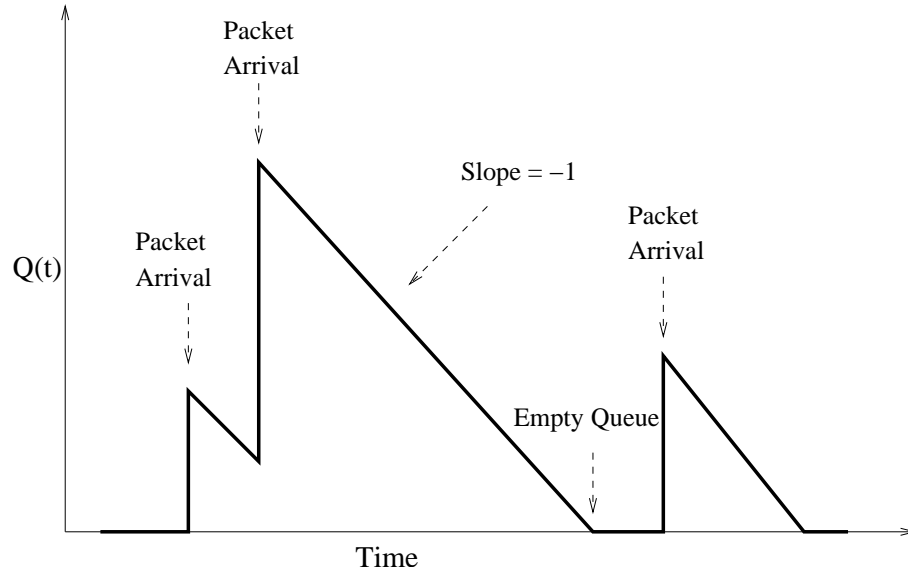 Packet
Arrival
Slope = −1
Packet
Arrival
Packet
Arrival
Q(t)
Empty Queue
Time